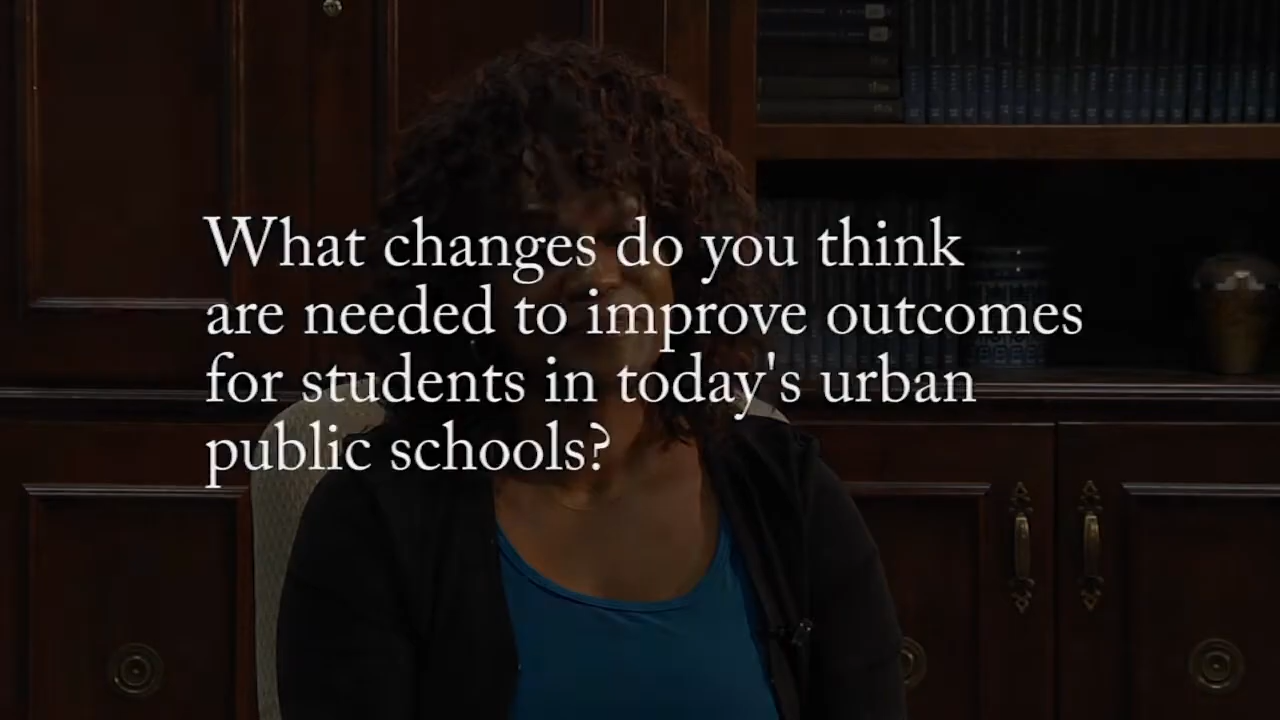 What changes do you think
are needed to improve outcomes
for students in today's urban
public schools?